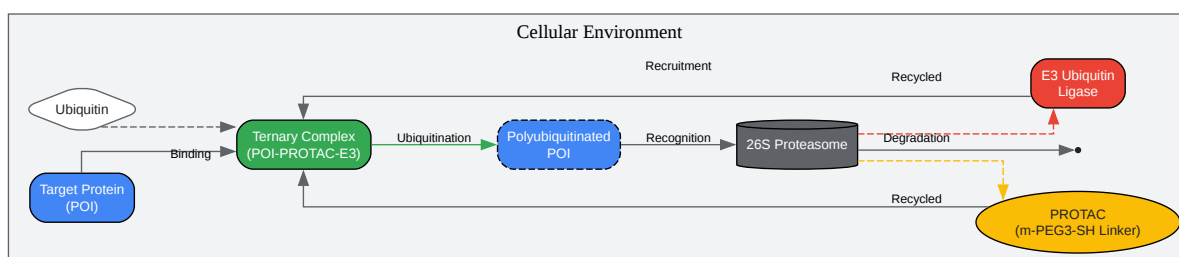 Cellular Environment
Recruitment
Recycled
E3 Ubiquitin
Ligase
Ubiquitin
Ternary Complex
(POI-PROTAC-E3)
Ubiquitination
Polyubiquitinated
POI
Recognition
26S Proteasome
Degradation
Binding
Target Protein
(POI)
Recycled
PROTAC
(m-PEG3-SH Linker)